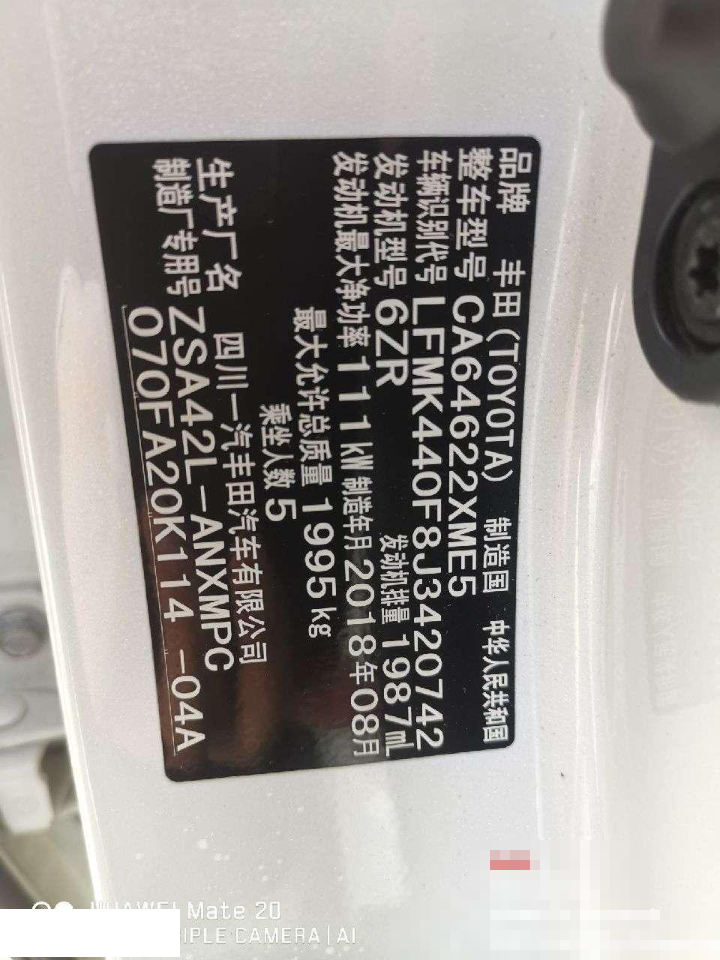 品牌 丰田(TOYOTA) 制造国 中华人民共和国
整车型号 CA64622XME5
车辆识别代号 LFMK440F8J3420742
发动机型号 6ZR 发动机排量 1987mL
发动机最大净功率 111kW 制造年月 2018年08月
最大允许总质量 1995kg
乘坐人数 5
生产厂名 四川一汽丰田汽车有限公司
制造厂专用号 ZSA42L-ANXMPC
070FA20K114 -04A
HUAWEI Mate 20
TRIPLE CAMERA | AI